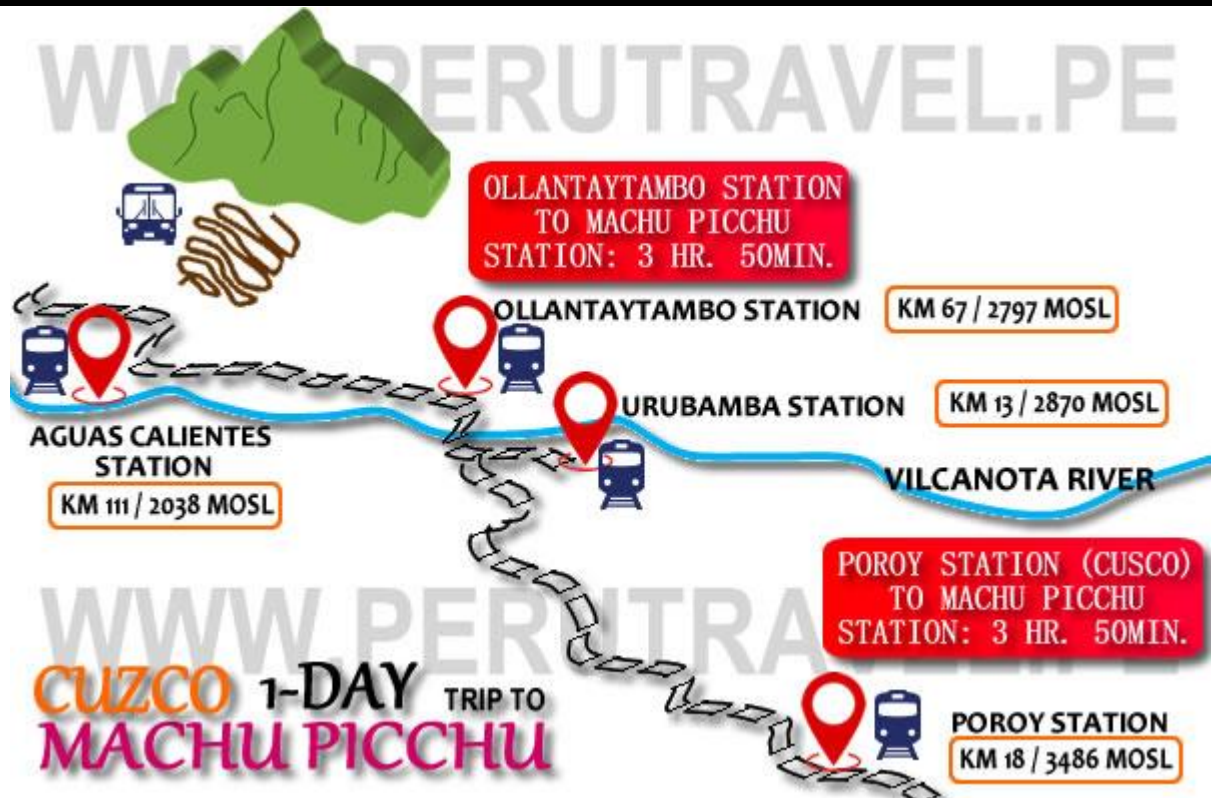 WWW.PERUTRAVEL.PE
OLLANTAYTAMBO STATION
TO MACHU PICCHU
STATION: 3 HR. 50MIN.
OLLANTAYTAMBO STATION
KM 67 / 2797 MOSL
URUBAMBA STATION
KM 13 / 2870 MOSL
AGUAS CALIENTES
STATION
KM 111 / 2038 MOSL
VILCANOTA RIVER
POROY STATION (CUSCO)
TO MACHU PICCHU
STATION: 3 HR. 50MIN.
WWW.PERUTRAVEL.PE
CUZCO 1-DAY TRIP TO
MACHU PICCHU
POROY STATION
KM 18 / 3486 MOSL